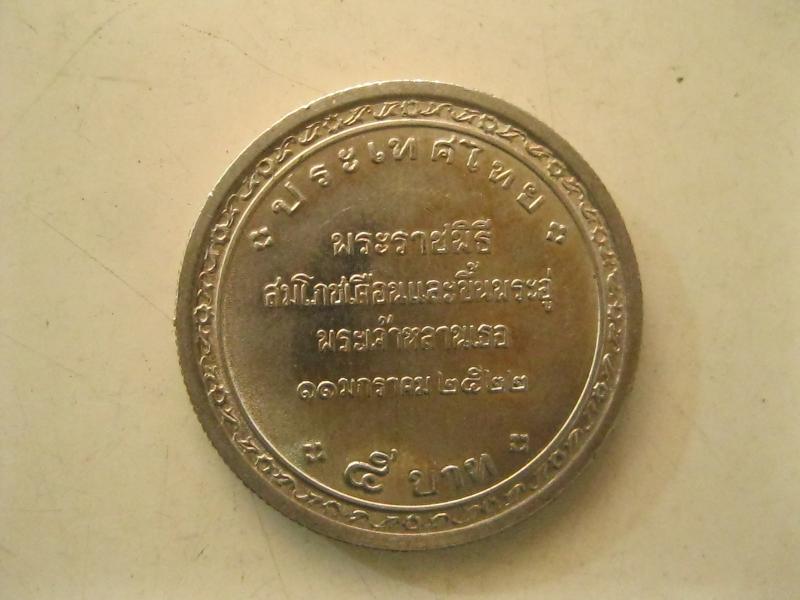 ประเทศไทย
พระราชพิธี
สมโภชเดือนและขึ้นพระอู่
พระเจ้าหลานเธอ
๑๑ มกราคม ๒๕๒๒
๕ บาท